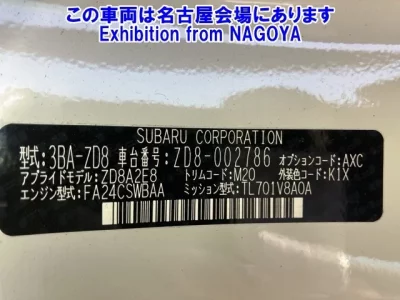 この車両は名古屋会場にあります
Exhibition from NAGOYA
SUBARU CORPORATION
型式:3BA-ZD8 車台番号:ZD8-002786 オプションコード:AXC
アプライドモデル:ZD8A2E8 トリムコード:M20 外装色コード:K1X
エンジン型式:FA24CSWBAA ミッション型式:TL701V8A0A